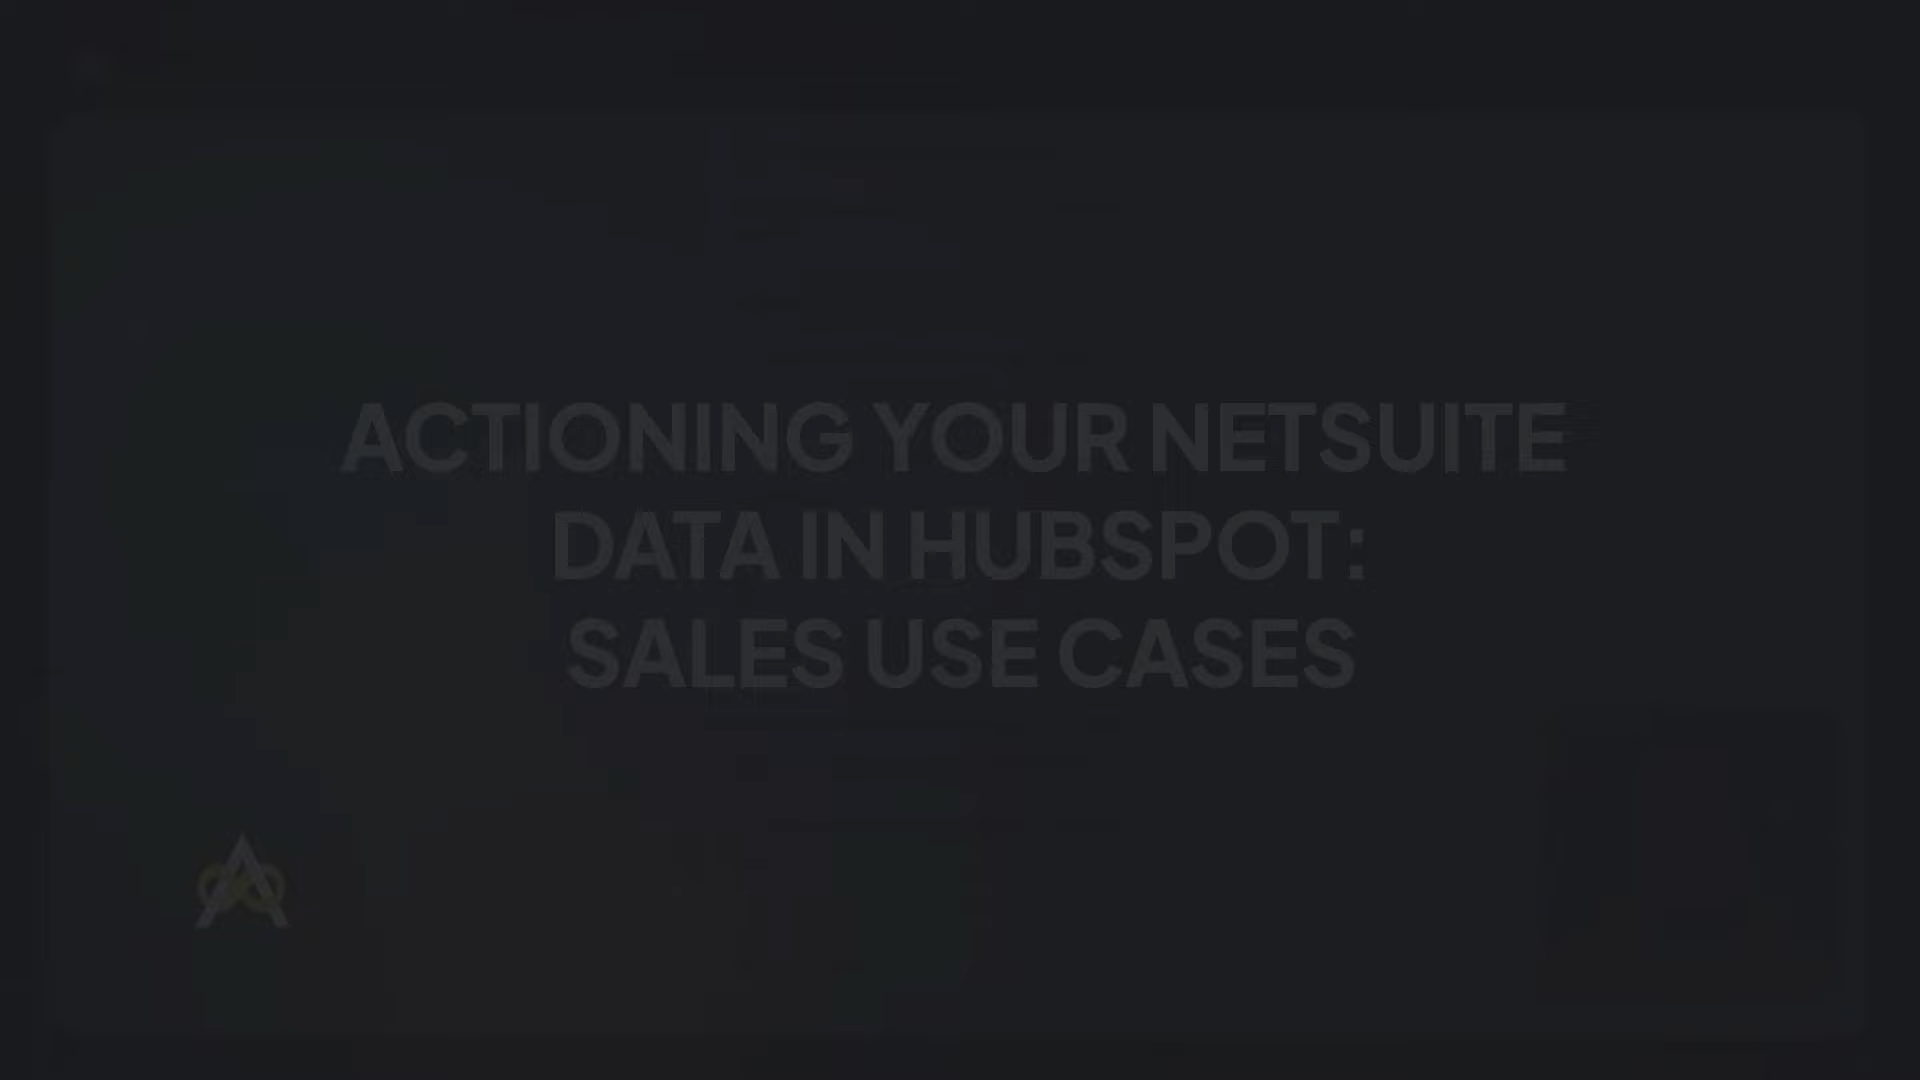 ACTIONING YOUR NETSUITE
DATA IN HUBSPOT:
SALES USE CASES